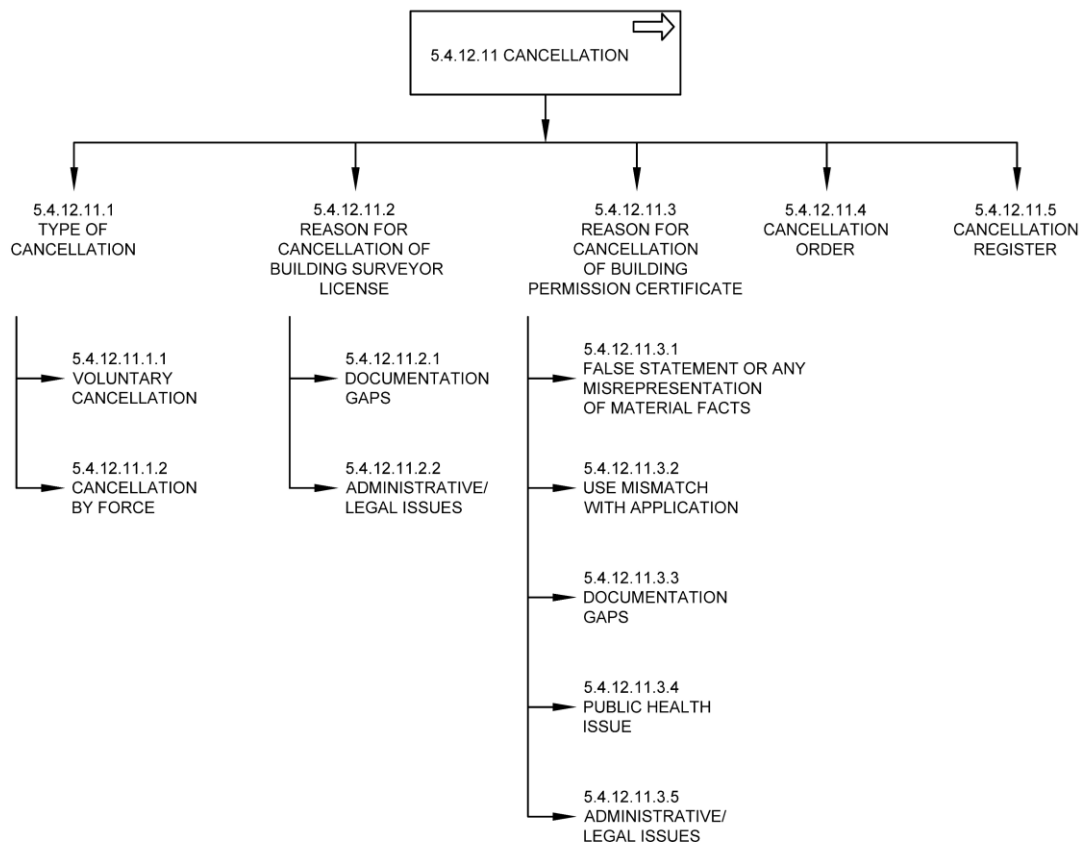 5.4.12.11 CANCELLATION
5.4.12.11.1
TYPE OF
CANCELLATION
5.4.12.11.2
REASON FOR
CANCELLATION OF
BUILDING SURVEYOR
LICENSE
5.4.12.11.3
REASON FOR
CANCELLATION
OF BUILDING
PERMISSION CERTIFICATE
5.4.12.11.4
CANCELLATION
ORDER
5.4.12.11.5
CANCELLATION
REGISTER
5.4.12.11.1.1
VOLUNTARY
CANCELLATION
5.4.12.11.1.2
CANCELLATION
BY FORCE
5.4.12.11.2.1
DOCUMENTATION
GAPS
5.4.12.11.2.2
ADMINISTRATIVE/
LEGAL ISSUES
5.4.12.11.3.1
FALSE STATEMENT OR ANY
MISREPRESENTATION
OF MATERIAL FACTS
5.4.12.11.3.2
USE MISMATCH
WITH APPLICATION
5.4.12.11.3.3
DOCUMENTATION
GAPS
5.4.12.11.3.4
PUBLIC HEALTH
ISSUE
5.4.12.11.3.5
ADMINISTRATIVE/
LEGAL ISSUES